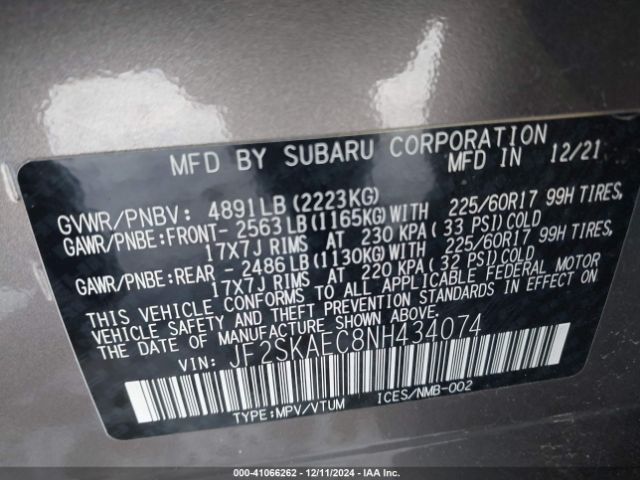 MFD BY SUBARU CORPORATION
MFD IN 12/21
GVWR/PNBV: 4891LB (2223KG)
GAWR/PNBE:FRONT- 2563 LB(1165KG)WITH 225/60R17 99H TIRES,
17X7J RIMS AT 230 KPA (33 PSI)COLD
GAWR/PNBE:REAR - 2486 LB(1130KG)WITH 225/60R17 99H TIRES,
17X7J RIMS AT 220 KPA(32 PSI)COLD
THIS VEHICLE CONFORMS TO ALL APPLICABLE FEDERAL MOTOR
VEHICLE SAFETY AND THEFT PREVENTION STANDARDS IN EFFECT ON
THE DATE OF MANUFACTURE SHOWN ABOVE.
VIN: JF2SKAEC8NH434074
TYPE:MPV/VTUM ICES/NMB-002
000-41066262 - 12/11/2024 - IAA Inc.